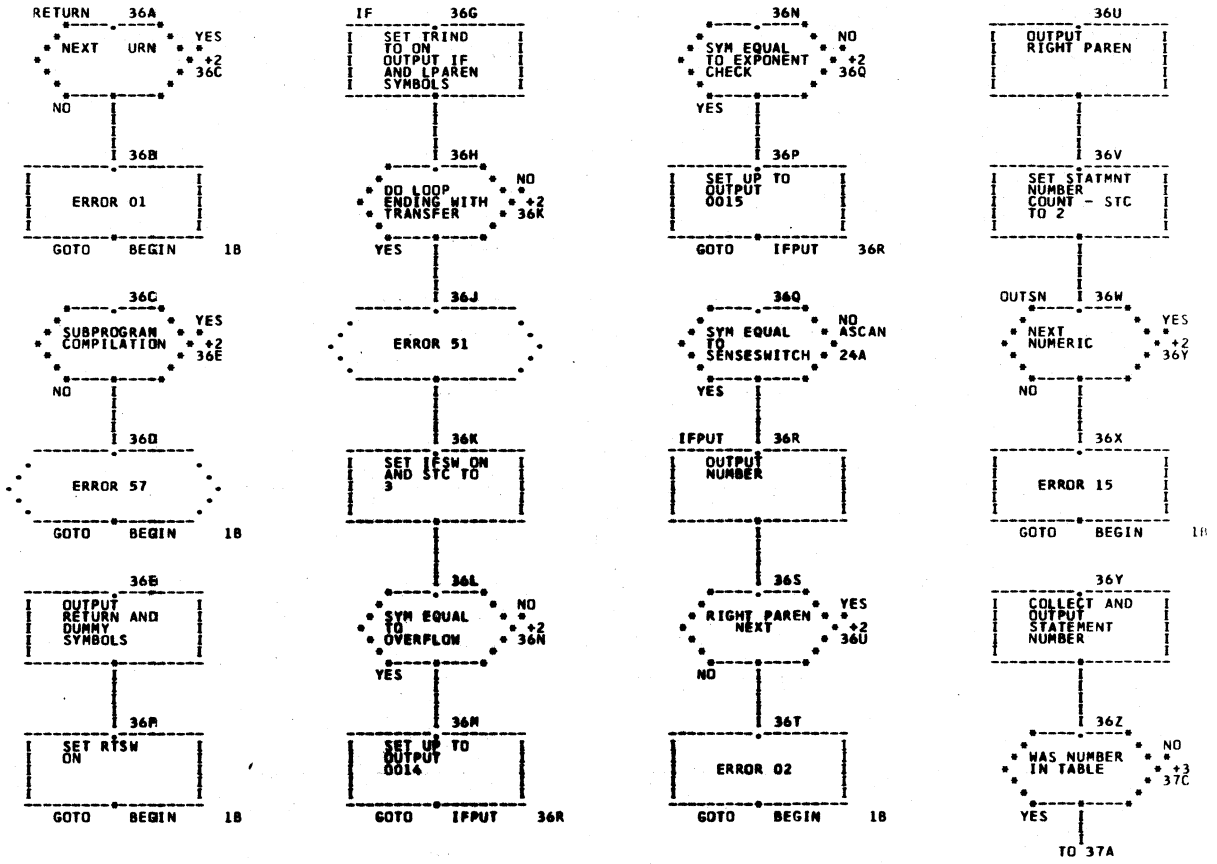 RETURN 36A
NEXT URN
YES
+2
36C
NO
36B
ERROR 01
GOTO BEGIN 1B
36C
SUBPROGRAM
COMPILATION
YES
+2
36E
NO
36D
ERROR 57
GOTO BEGIN 1B
36E
OUTPUT
RETURN AND
DUMMY
SYMBOLS
36F
SET RTSW
ON
GOTO BEGIN 1B
IF 36G
SET TRIND
TO ON
OUTPUT IF
AND LPAREN
SYMBOLS
36H
DO LOOP
ENDING WITH
TRANSFER
NO
+2
36K
YES
36J
ERROR 51
36K
SET IFSW ON
AND STC TO
3
36L
SYM EQUAL
TO
OVERFLOW
NO
+2
36N
YES
36M
SET UP TO
OUTPUT
0014
GOTO IFPUT 36R
36N
SYM EQUAL
TO EXPONENT
CHECK
NO
+2
36Q
YES
36P
SET UP TO
OUTPUT
0015
GOTO IFPUT 36R
36Q
SYM EQUAL
TO
SENSESWITCH
NO
ASCAN
24A
YES
IFPUT 36R
OUTPUT
NUMBER
36S
RIGHT PAREN
NEXT
YES
+2
36U
NO
36T
ERROR 02
GOTO BEGIN 1B
36U
OUTPUT
RIGHT PAREN
36V
SET STATMNT
NUMBER
COUNT - STC
TO 2
OUTSN 36W
NEXT
NUMERIC
YES
+2
36Y
NO
36X
ERROR 15
GOTO BEGIN 1B
36Y
COLLECT AND
OUTPUT
STATEMENT
NUMBER
36Z
WAS NUMBER
IN TABLE
NO
+3
37C
YES
TO 37A